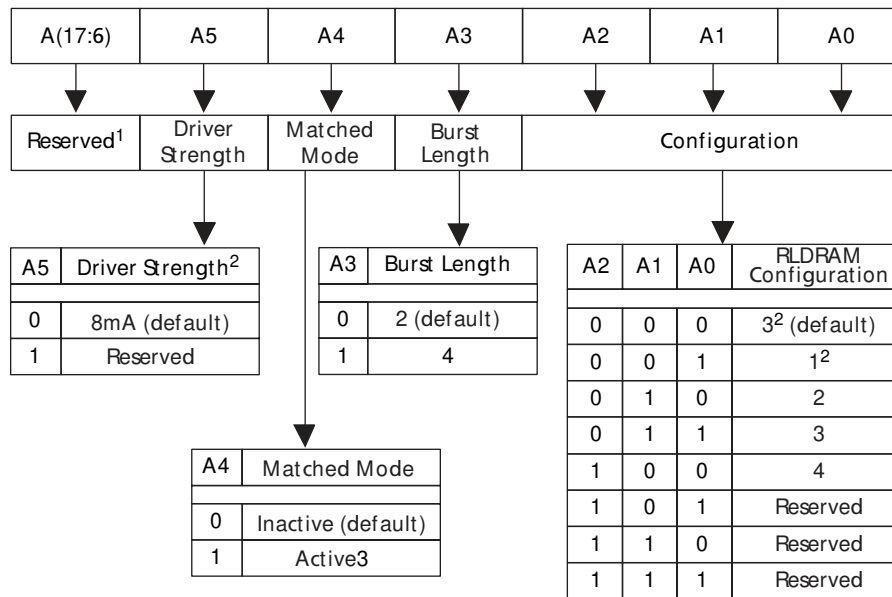 A(17:6) A5 A4 A3 A2 A1 A0
Reserved¹ Driver Strength Matched Mode Burst Length Configuration
A5 Driver Strength²
0 8mA (default)
1 Reserved
A3 Burst Length
0 2 (default)
1 4
A2 A1 A0 RLDRAM Configuration
0 0 0 3² (default)
0 0 1 1²
0 1 0 2
0 1 1 3
1 0 0 4
1 0 1 Reserved
1 1 0 Reserved
1 1 1 Reserved
A4 Matched Mode
0 Inactive (default)
1 Active3